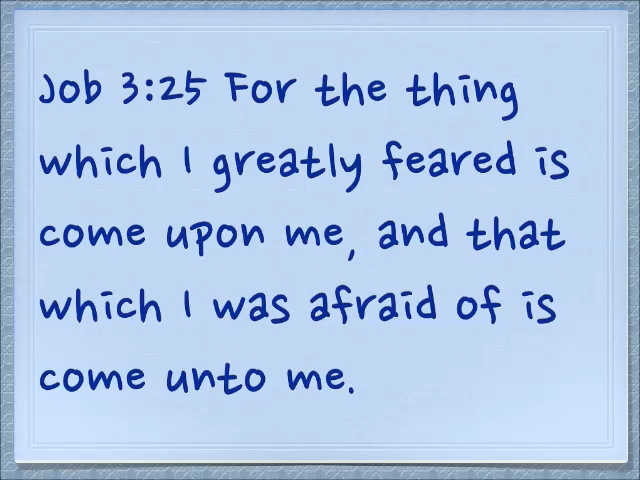 Job 3:25 For the thing
which I greatly feared is
come upon me, and that
which I was afraid of is
come unto me.